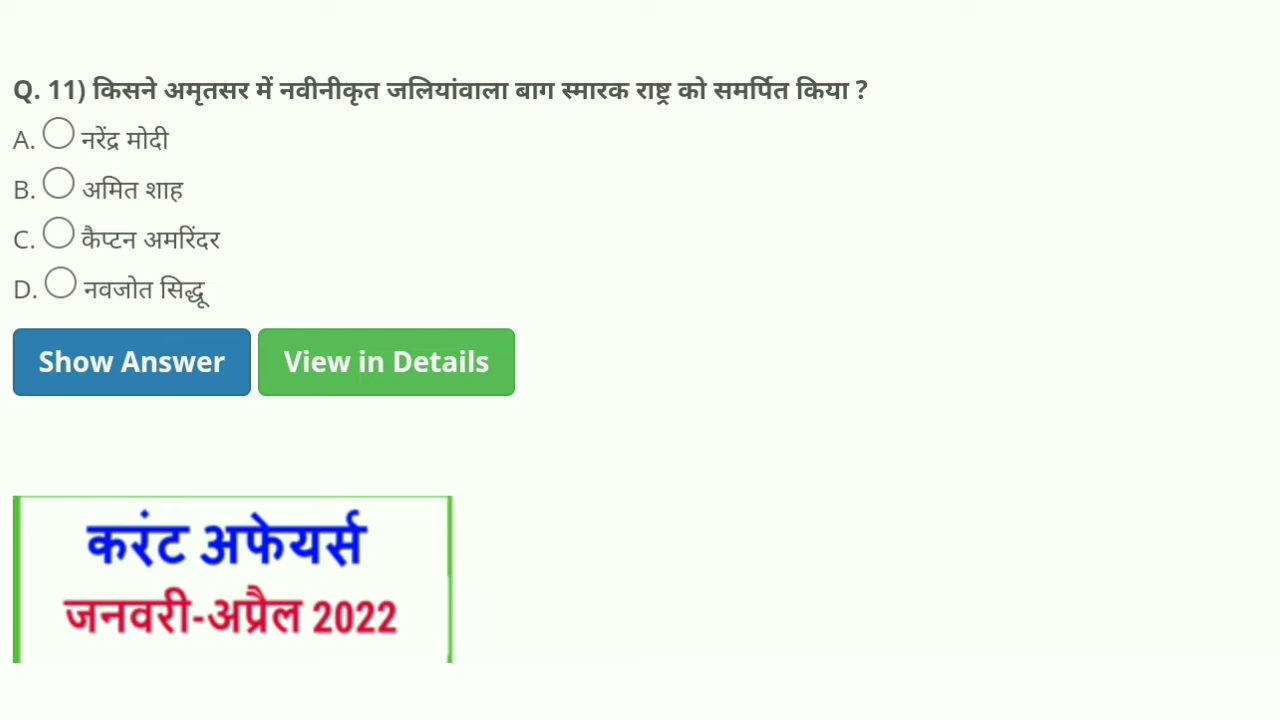 Q. 11) किसने अमृतसर में नवीनीकृत जलियांवाला बाग स्मारक राष्ट्र को समर्पित किया ?
A. नरेंद्र मोदी
B. अमित शाह
C. कैप्टन अमरिंदर
D. नवजोत सिद्धू
Show Answer View in Details
करंट अफेयर्स
जनवरी-अप्रैल 2022